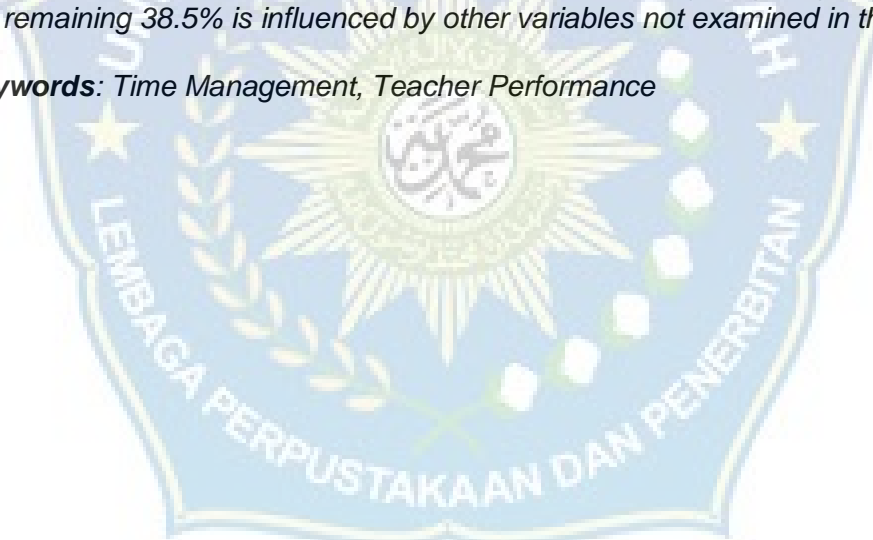 remaining 38.5% is influenced by other variables not examined in th
ywords: Time Management, Teacher Performance
LEMBAGA PERPUSTAKAAN DAN PENERBITAN
محمد